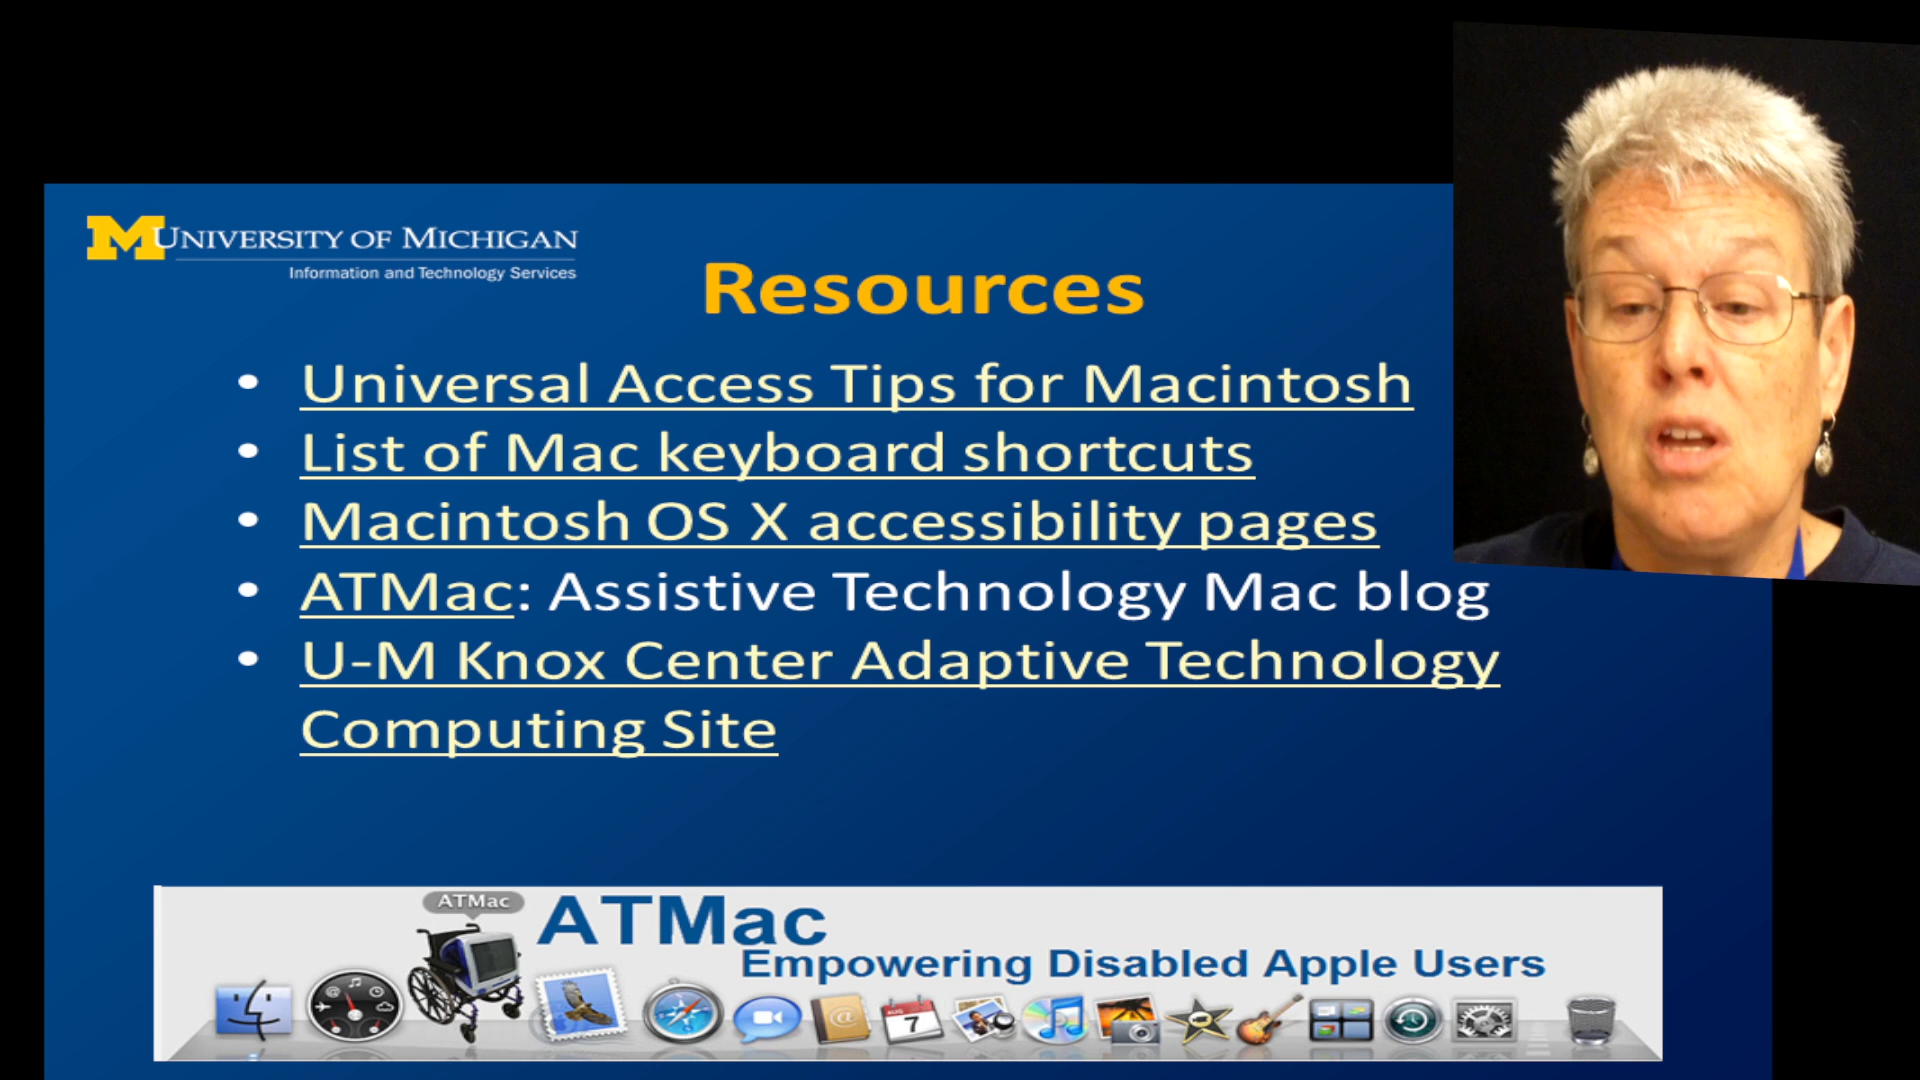 M UNIVERSITY OF MICHIGAN
Information and Technology Services
Resources
• Universal Access Tips for Macintosh
• List of Mac keyboard shortcuts
• Macintosh OS X accessibility pages
• ATMac: Assistive Technology Mac blog
• U-M Knox Center Adaptive Technology
Computing Site
ATMac
ATMac
Empowering Disabled Apple Users
@
AUG
7